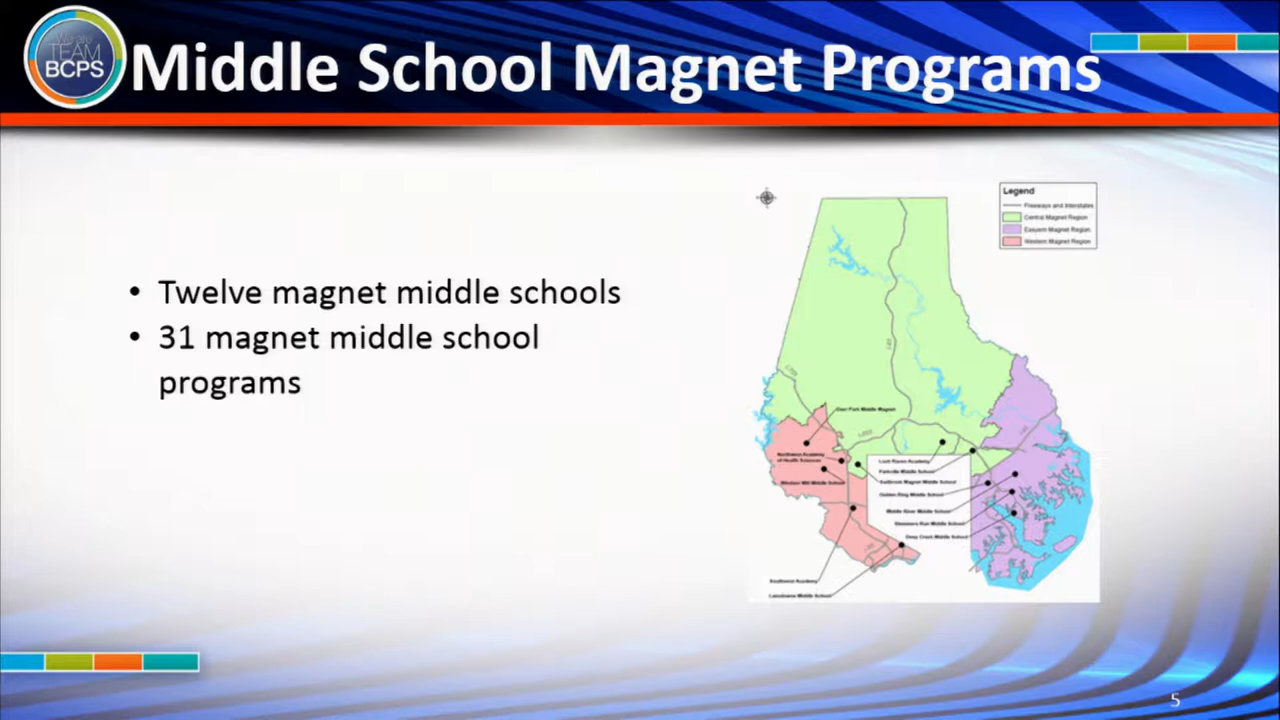 We are
TEAM
BCPS
Middle School Magnet Programs
• Twelve magnet middle schools
• 31 magnet middle school
programs
Legend
Freeways and Interstates
Central Magnet Region
Eastern Magnet Region
Western Magnet Region
Deer Park Middle Magnet
Northwest Academy
of Health Sciences
Windsor Mill Middle School
Loch Raven Academy
Parkville Middle School
Sudbrook Magnet Middle School
Golden Ring Middle School
Middle River Middle School
Stemmers Run Middle School
Deep Creek Middle School
Southwest Academy
Lansdowne Middle School
5